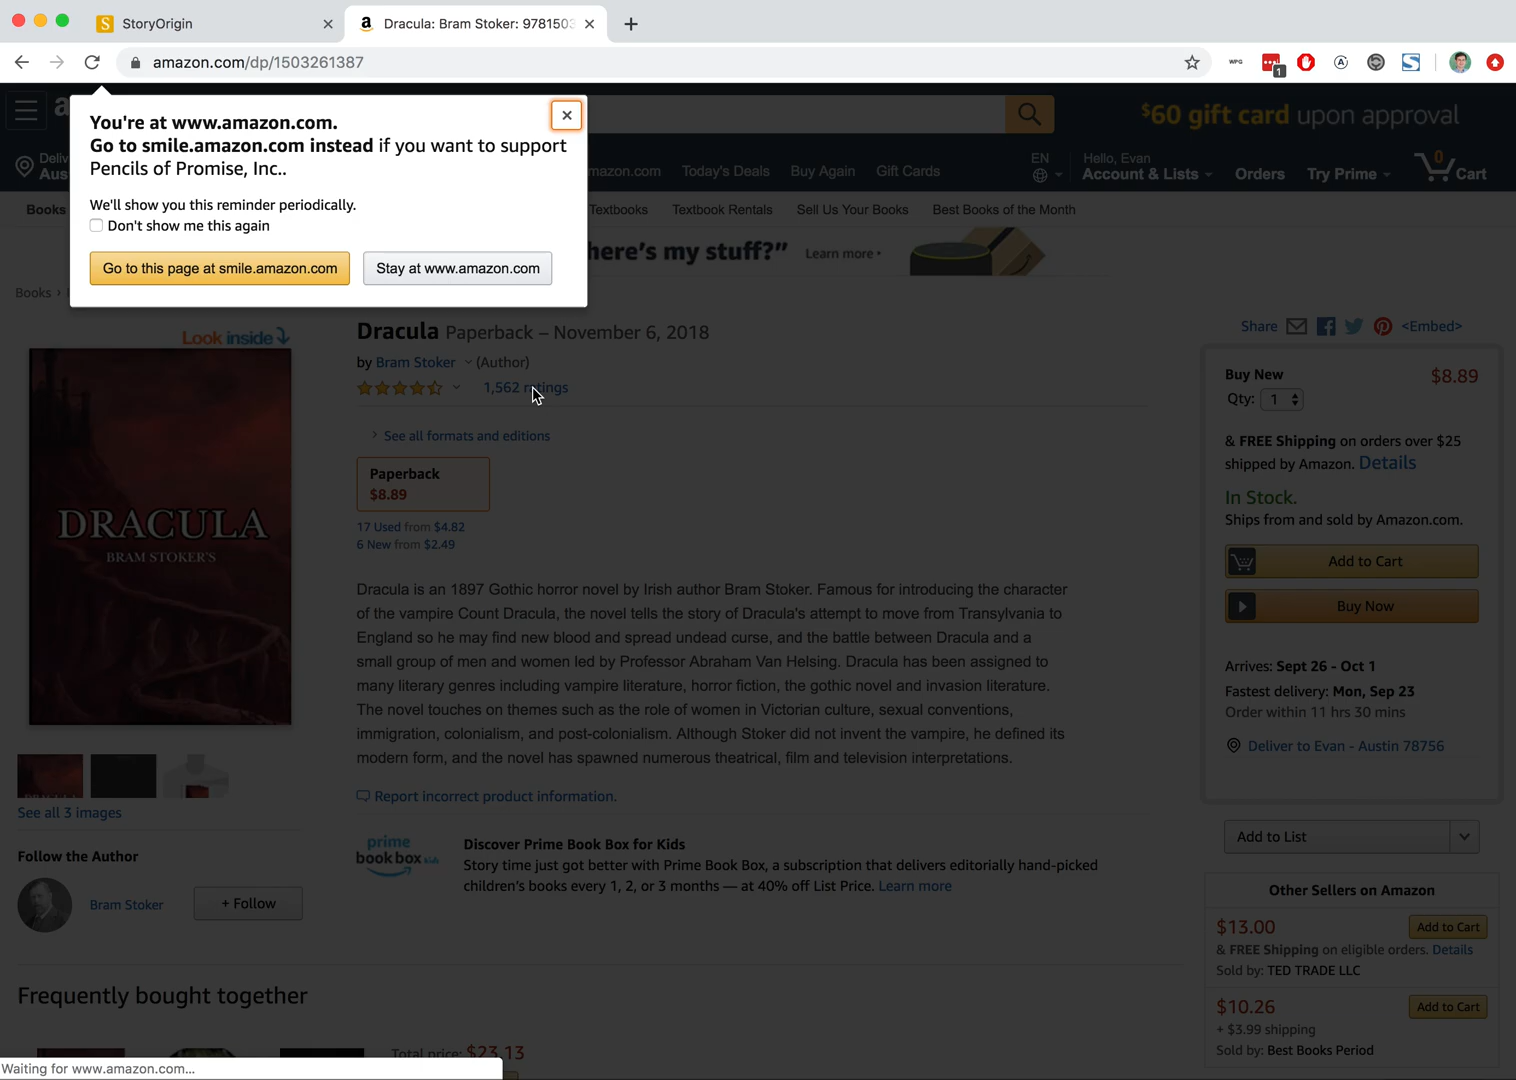 StoryOrigin
Dracula: Bram Stoker: 978150
amazon.com/dp/1503261387
WPG
1
You're at www.amazon.com.
Go to smile.amazon.com instead if you want to support
Pencils of Promise, Inc..
We'll show you this reminder periodically.
Don't show me this again
Go to this page at smile.amazon.com
Stay at www.amazon.com
$60 gift card upon approval
Deliv
Aus
mazon.com
Today's Deals
Buy Again
Gift Cards
EN
Hello, Evan
Account & Lists
Orders
Try Prime
0
Cart
Books
Textbooks
Textbook Rentals
Sell Us Your Books
Best Books of the Month
here's my stuff?”
Learn more
Books ›
Look inside
DRACULA
BRAM STOKER'S
See all 3 images
Follow the Author
Bram Stoker
+ Follow
Dracula Paperback – November 6, 2018
by Bram Stoker (Author)
1,562 ratings
See all formats and editions
Paperback
$8.89
17 Used from $4.82
6 New from $2.49
Dracula is an 1897 Gothic horror novel by Irish author Bram Stoker. Famous for introducing the character
of the vampire Count Dracula, the novel tells the story of Dracula's attempt to move from Transylvania to
England so he may find new blood and spread undead curse, and the battle between Dracula and a
small group of men and women led by Professor Abraham Van Helsing. Dracula has been assigned to
many literary genres including vampire literature, horror fiction, the gothic novel and invasion literature.
The novel touches on themes such as the role of women in Victorian culture, sexual conventions,
immigration, colonialism, and post-colonialism. Although Stoker did not invent the vampire, he defined its
modern form, and the novel has spawned numerous theatrical, film and television interpretations.
Report incorrect product information.
prime
book box kids
Discover Prime Book Box for Kids
Story time just got better with Prime Book Box, a subscription that delivers editorially hand-picked
children's books every 1, 2, or 3 months — at 40% off List Price. Learn more
Share
<Embed>
Buy New
$8.89
Qty: 1
& FREE Shipping on orders over $25
shipped by Amazon. Details
In Stock.
Ships from and sold by Amazon.com.
Add to Cart
Buy Now
Arrives: Sept 26 - Oct 1
Fastest delivery: Mon, Sep 23
Order within 11 hrs 30 mins
Deliver to Evan - Austin 78756
Add to List
Other Sellers on Amazon
$13.00
Add to Cart
& FREE Shipping on eligible orders. Details
Sold by: TED TRADE LLC
$10.26
Add to Cart
+ $3.99 shipping
Sold by: Best Books Period
Frequently bought together
Total price: $23.13
Waiting for www.amazon.com...